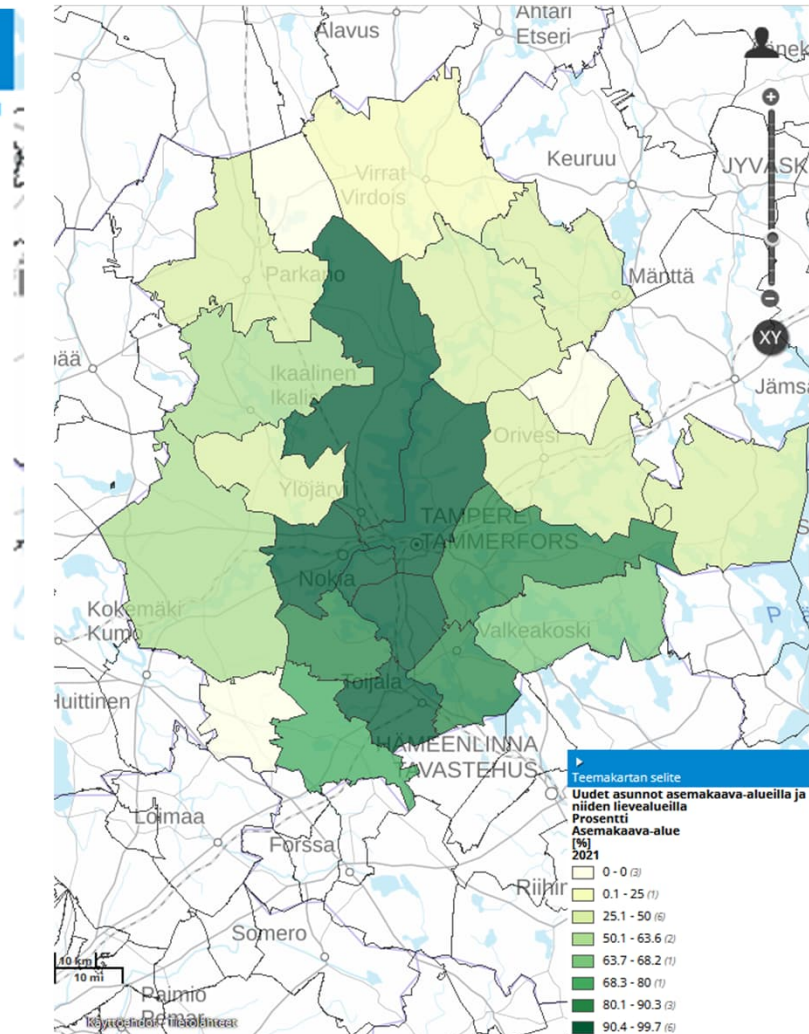 Ähtäri
Etseri
Alavus
Keuruu
Virrat
Virdois
Parkano
Mänttä
XY
Ikaalinen
Ikalis
Orivesi
Ylöjärvi
TAMPERE
TAMMERFORS
Nokia
Kokemäki
Kumo
Valkeakoski
Toijala
Huittinen
HÄMEENLINNA
TAVASTEHUS
Loimaa
Forssa
Somero
10 km
10 mi
Paimio
Käyttöehdot Tietolähteet
Teemakartan selite
Uudet asunnot asemakaava-alueilla ja
niiden lievealueilla
Prosentti
Asemakaava-alue
[%]
2021
0 - 0 (3)
0.1 - 25 (1)
25.1 - 50 (6)
50.1 - 63.6 (2)
63.7 - 68.2 (1)
68.3 - 80 (1)
80.1 - 90.3 (3)
90.4 - 99.7 (6)